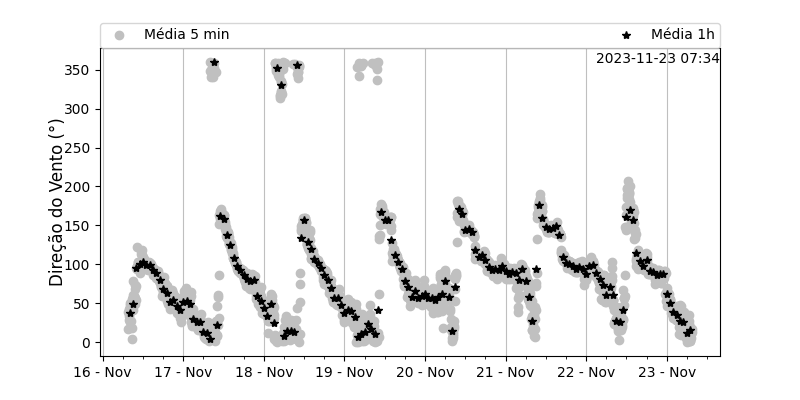 Média 5 min
Média 1h
2023-11-23 07:34
Direção do Vento (°)
350
300
250
200
150
100
50
0
16 - Nov
17 - Nov
18 - Nov
19 - Nov
20 - Nov
21 - Nov
22 - Nov
23 - Nov